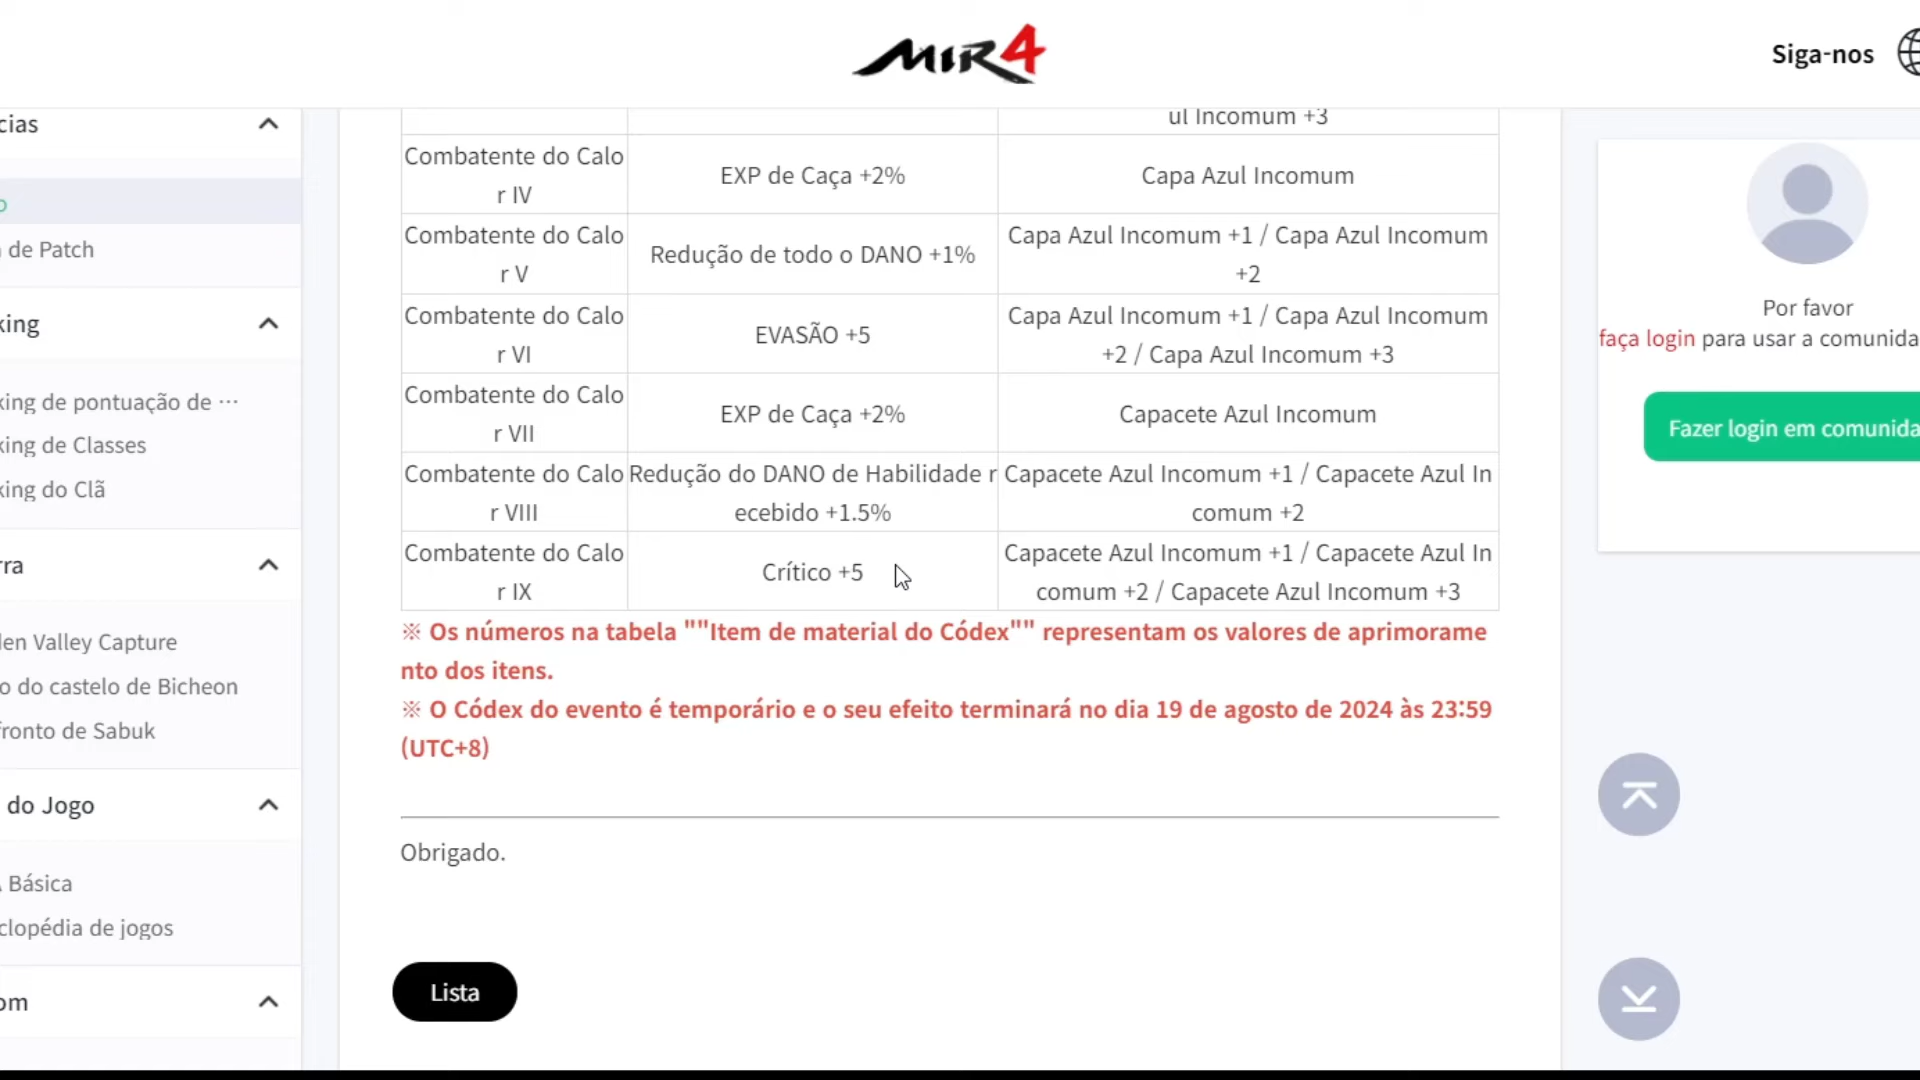 MIR4
Siga-nos
cias
o
de Patch
king
king de pontuação de ···
king de Classes
king do Clã
rra
len Valley Capture
o do castelo de Bicheon
fronto de Sabuk
do Jogo
Básica
clopédia de jogos
om
ul Incomum +3
Combatente do Calo
r IV
EXP de Caça +2%
Capa Azul Incomum
Combatente do Calo
r V
Redução de todo o DANO +1%
Capa Azul Incomum +1 / Capa Azul Incomum
+2
Combatente do Calo
r VI
EVASÃO +5
Capa Azul Incomum +1 / Capa Azul Incomum
+2 / Capa Azul Incomum +3
Combatente do Calo
r VII
EXP de Caça +2%
Capacete Azul Incomum
Combatente do Calo
r VIII
Redução do DANO de Habilidade r
ecebido +1.5%
Capacete Azul Incomum +1 / Capacete Azul In
comum +2
Combatente do Calo
r IX
Crítico +5
Capacete Azul Incomum +1 / Capacete Azul In
comum +2 / Capacete Azul Incomum +3
※ Os números na tabela ""Item de material do Códex"" representam os valores de aprimorame
nto dos itens.
※ O Códex do evento é temporário e o seu efeito terminará no dia 19 de agosto de 2024 às 23:59
(UTC+8)
Obrigado.
Lista
Por favor
faça login para usar a comunida
Fazer login em comunida